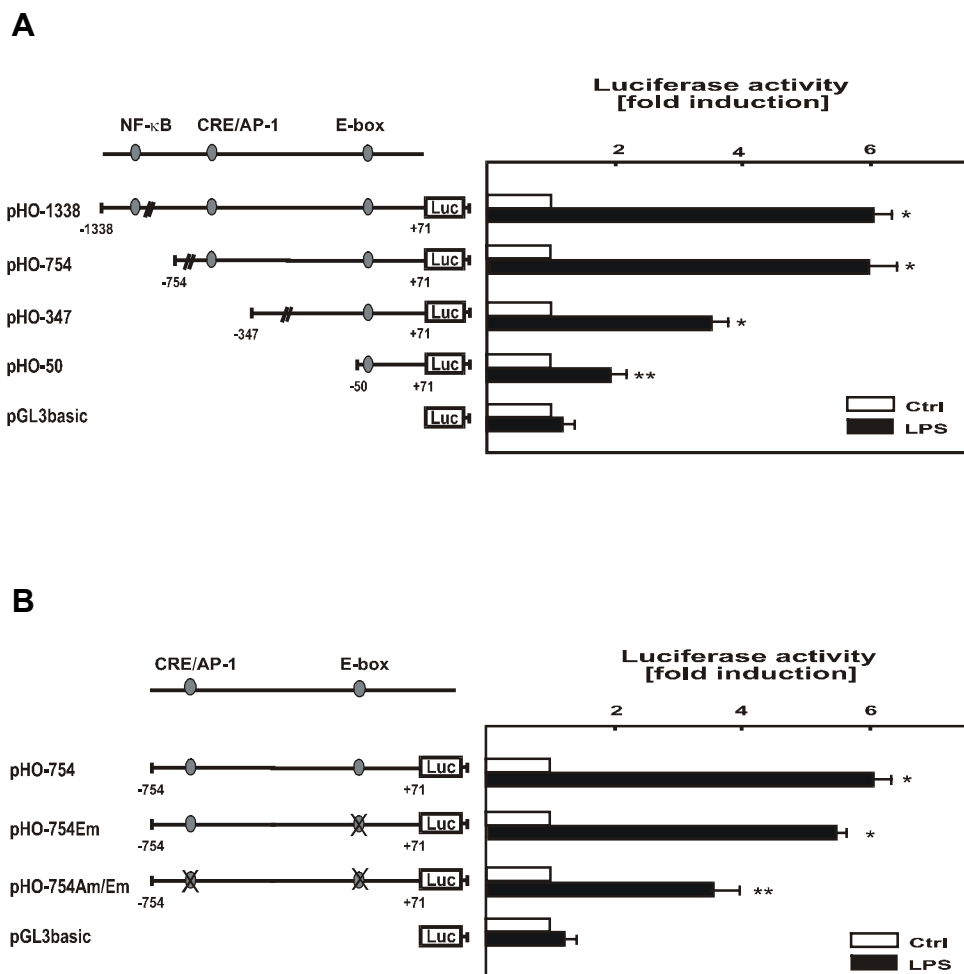 A
Luciferase activity
[fold induction]
NF-κB CRE/AP-1 E-box
2 4 6
pHO-1338 Luc *
-1338 +71
pHO-754 Luc *
-754 +71
pHO-347 Luc *
-347 +71
pHO-50 Luc **
-50 +71
pGL3basic Luc
Ctrl
LPS
B
CRE/AP-1 E-box
Luciferase activity
[fold induction]
2 4 6
pHO-754 Luc *
-754 +71
pHO-754Em Luc *
-754 +71
pHO-754Am/Em Luc **
-754 +71
pGL3basic Luc
Ctrl
LPS